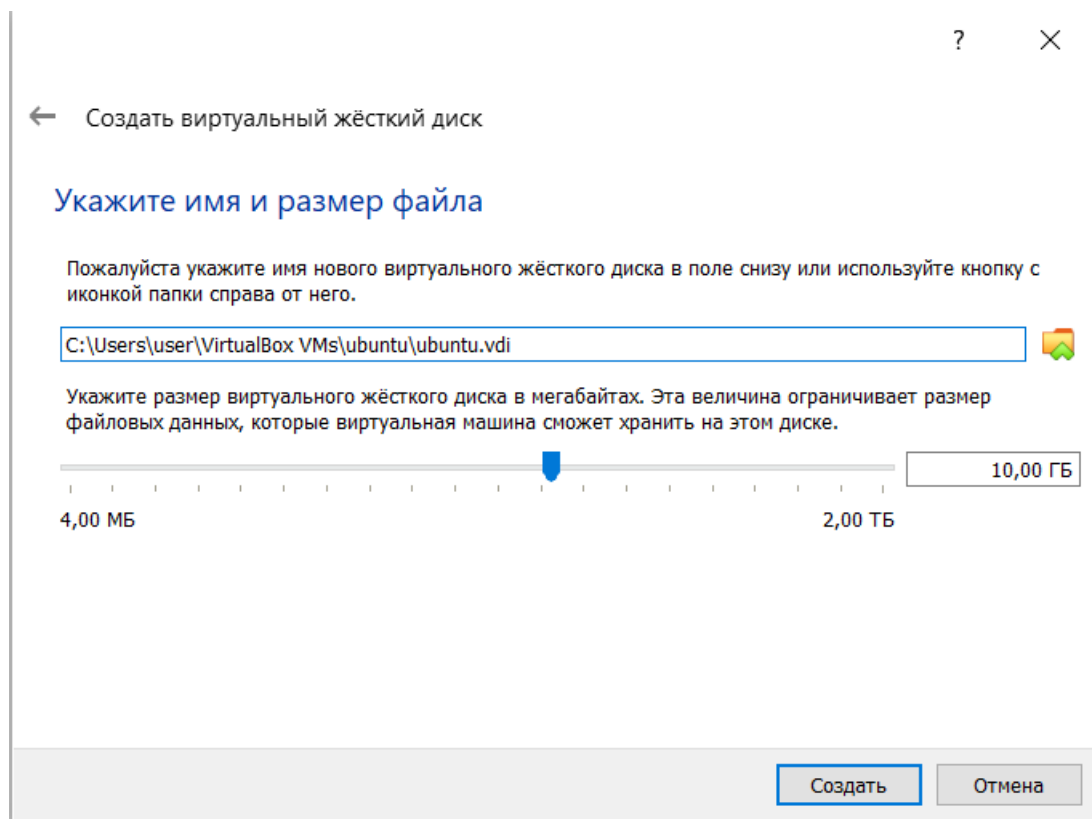 ?
Создать виртуальный жёсткий диск
Укажите имя и размер файла
Пожалуйста укажите имя нового виртуального жёсткого диска в поле снизу или используйте кнопку с
иконкой папки справа от него.
C:\Users\user\VirtualBox VMs\ubuntu\ubuntu.vdi
Укажите размер виртуального жёсткого диска в мегабайтах. Эта величина ограничивает размер
файловых данных, которые виртуальная машина сможет хранить на этом диске.
10,00 ГБ
4,00 МБ 2,00 ТБ
Создать Отмена